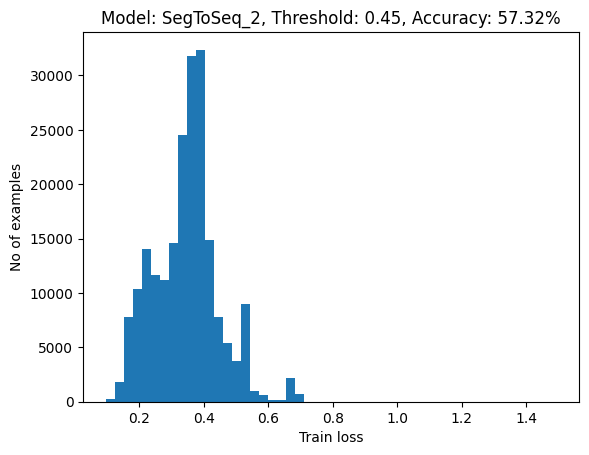 Model: SegToSeq_2, Threshold: 0.45, Accuracy: 57.32%
No of examples
30000
25000
20000
15000
10000
5000
0
0.2 0.4 0.6 0.8 1.0 1.2 1.4
Train loss